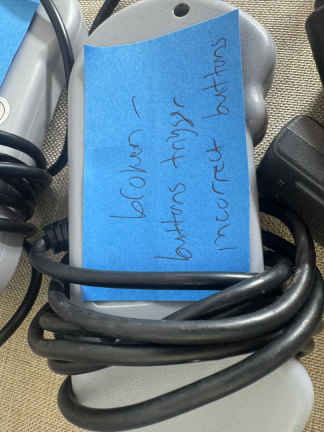 broken –
buttons trigger
incorrect buttons